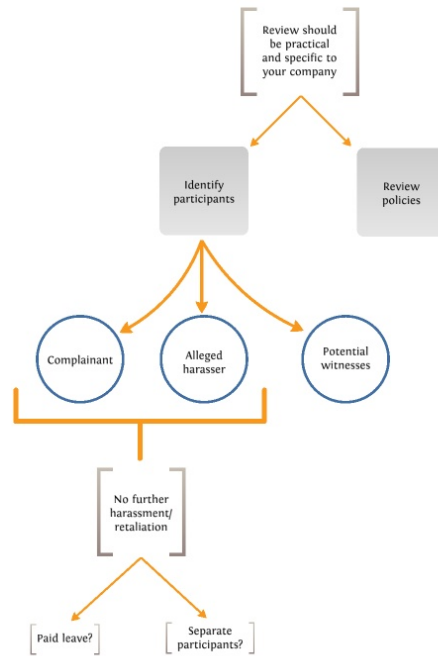 Review should
be practical
and specific to
your company
Identify
participants
Review
policies
Complainant
Alleged
harasser
Potential
witnesses
No further
harassment/
retaliation
Paid leave?
Separate
participants?